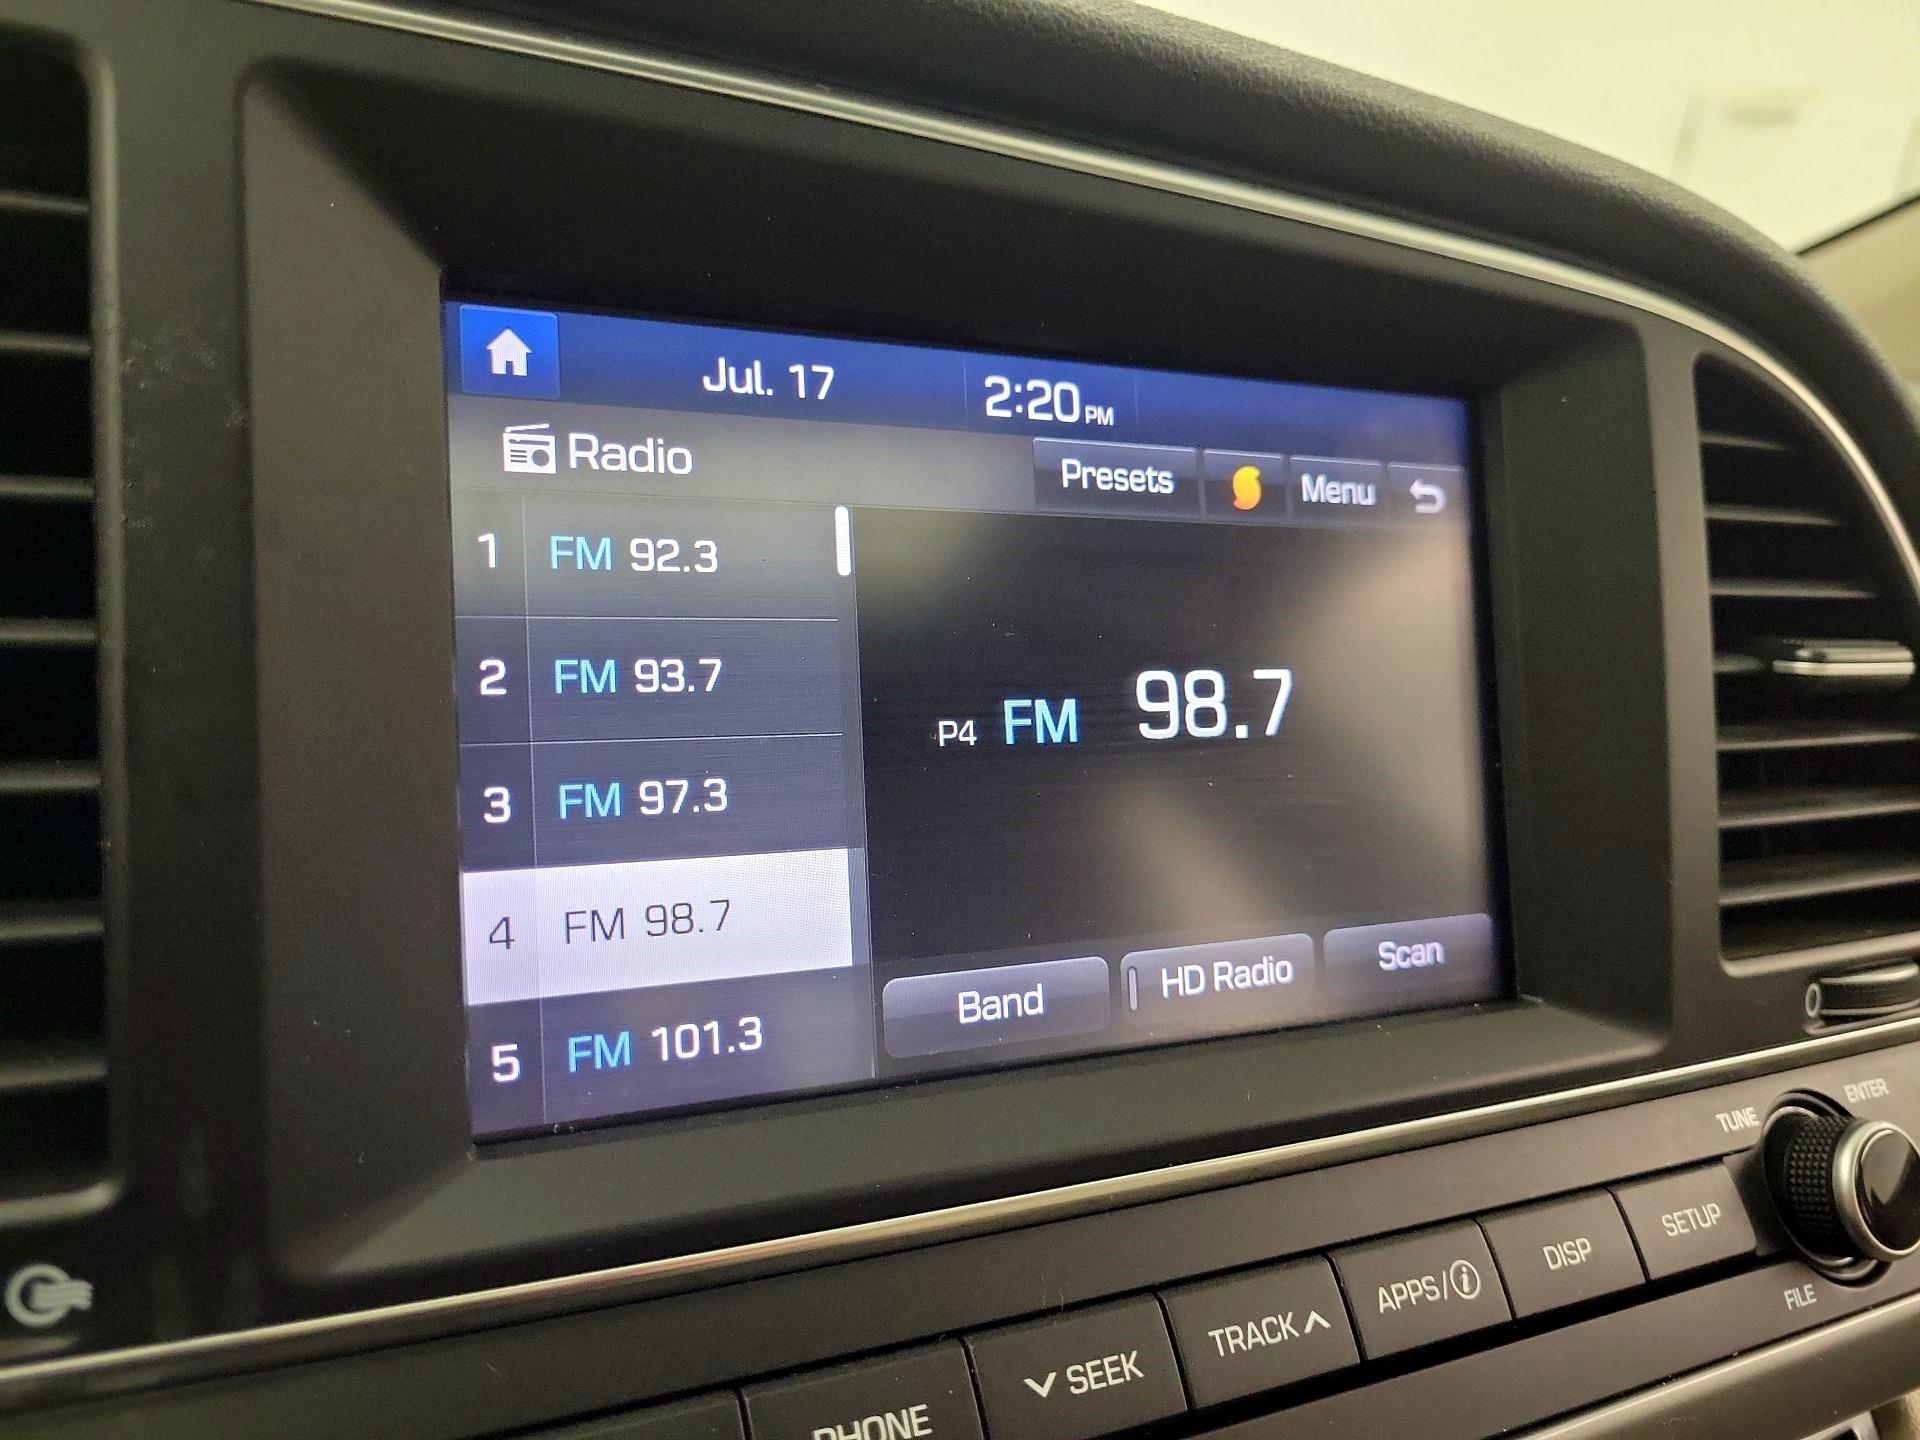 Jul. 17 2:20 PM
Radio Presets Menu
1 FM 92.3
2 FM 93.7
3 FM 97.3
4 FM 98.7
5 FM 101.3
P4 FM 98.7
Band HD Radio Scan
TUNE ENTER
FILE
PHONE ∨ SEEK TRACK ∧ APPS/ⓘ DISP SETUP